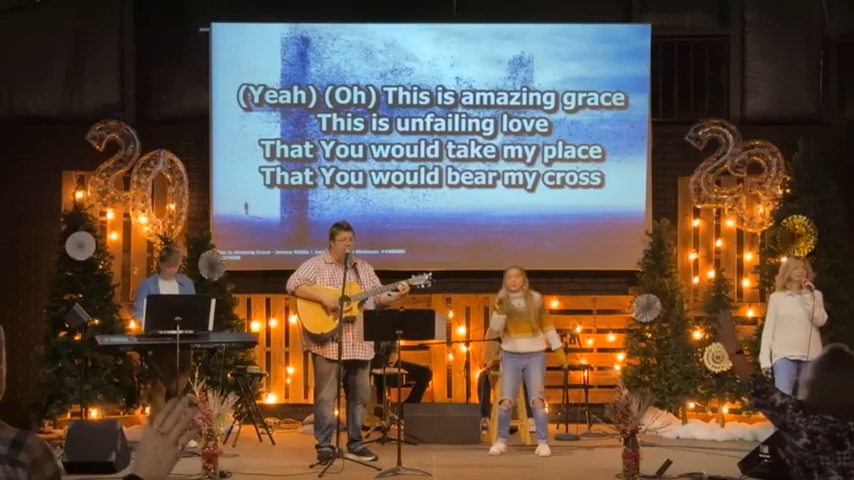 (Yeah) (Oh) This is amazing grace
This is unfailing love
That You would take my place
That You would bear my cross
20
23